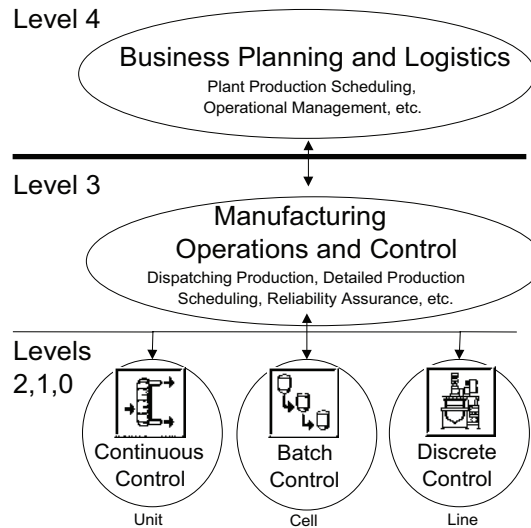 Level 4
Business Planning and Logistics
Plant Production Scheduling,
Operational Management, etc.
Level 3
Manufacturing
Operations and Control
Dispatching Production, Detailed Production
Scheduling, Reliability Assurance, etc.
Levels
2,1,0
Continuous
Control
Batch
Control
Discrete
Control
Unit
Cell
Line